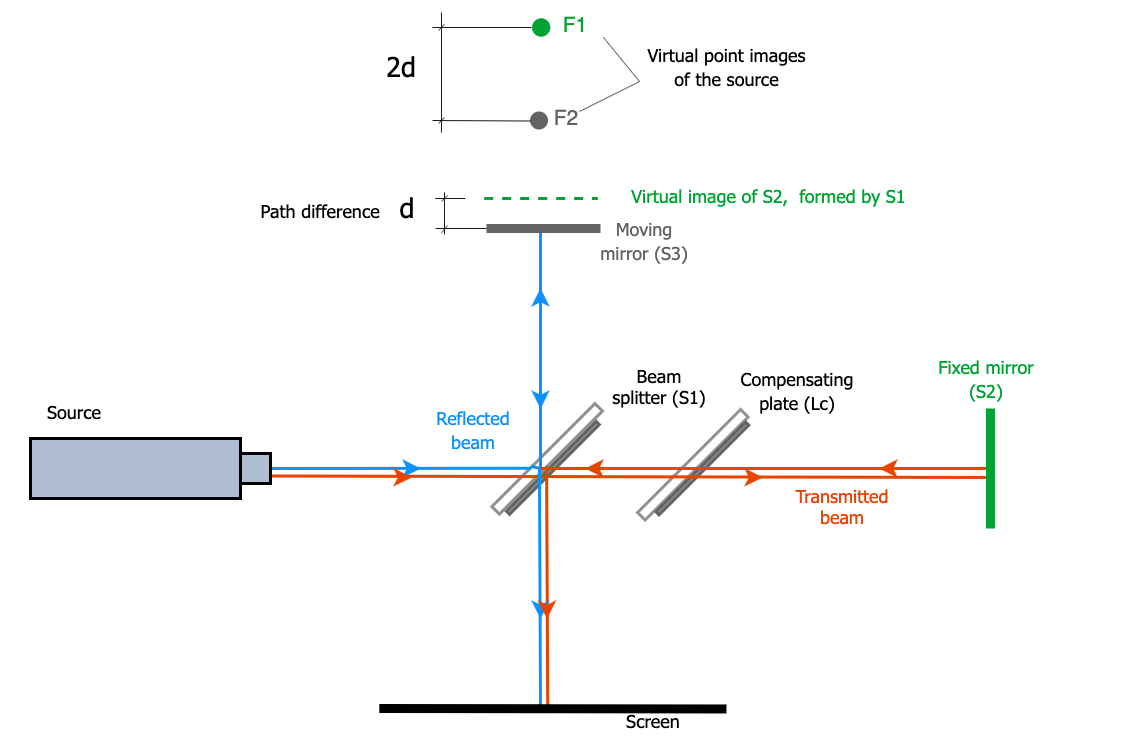 F1
2d
Virtual point images
of the source
F2
Virtual image of S2,  formed by S1
Path difference
d
Moving
mirror (S3)
Beam
splitter (S1)
Compensating
plate (Lc)
Fixed mirror
(S2)
Source
Reflected
beam
Transmitted
beam
Screen